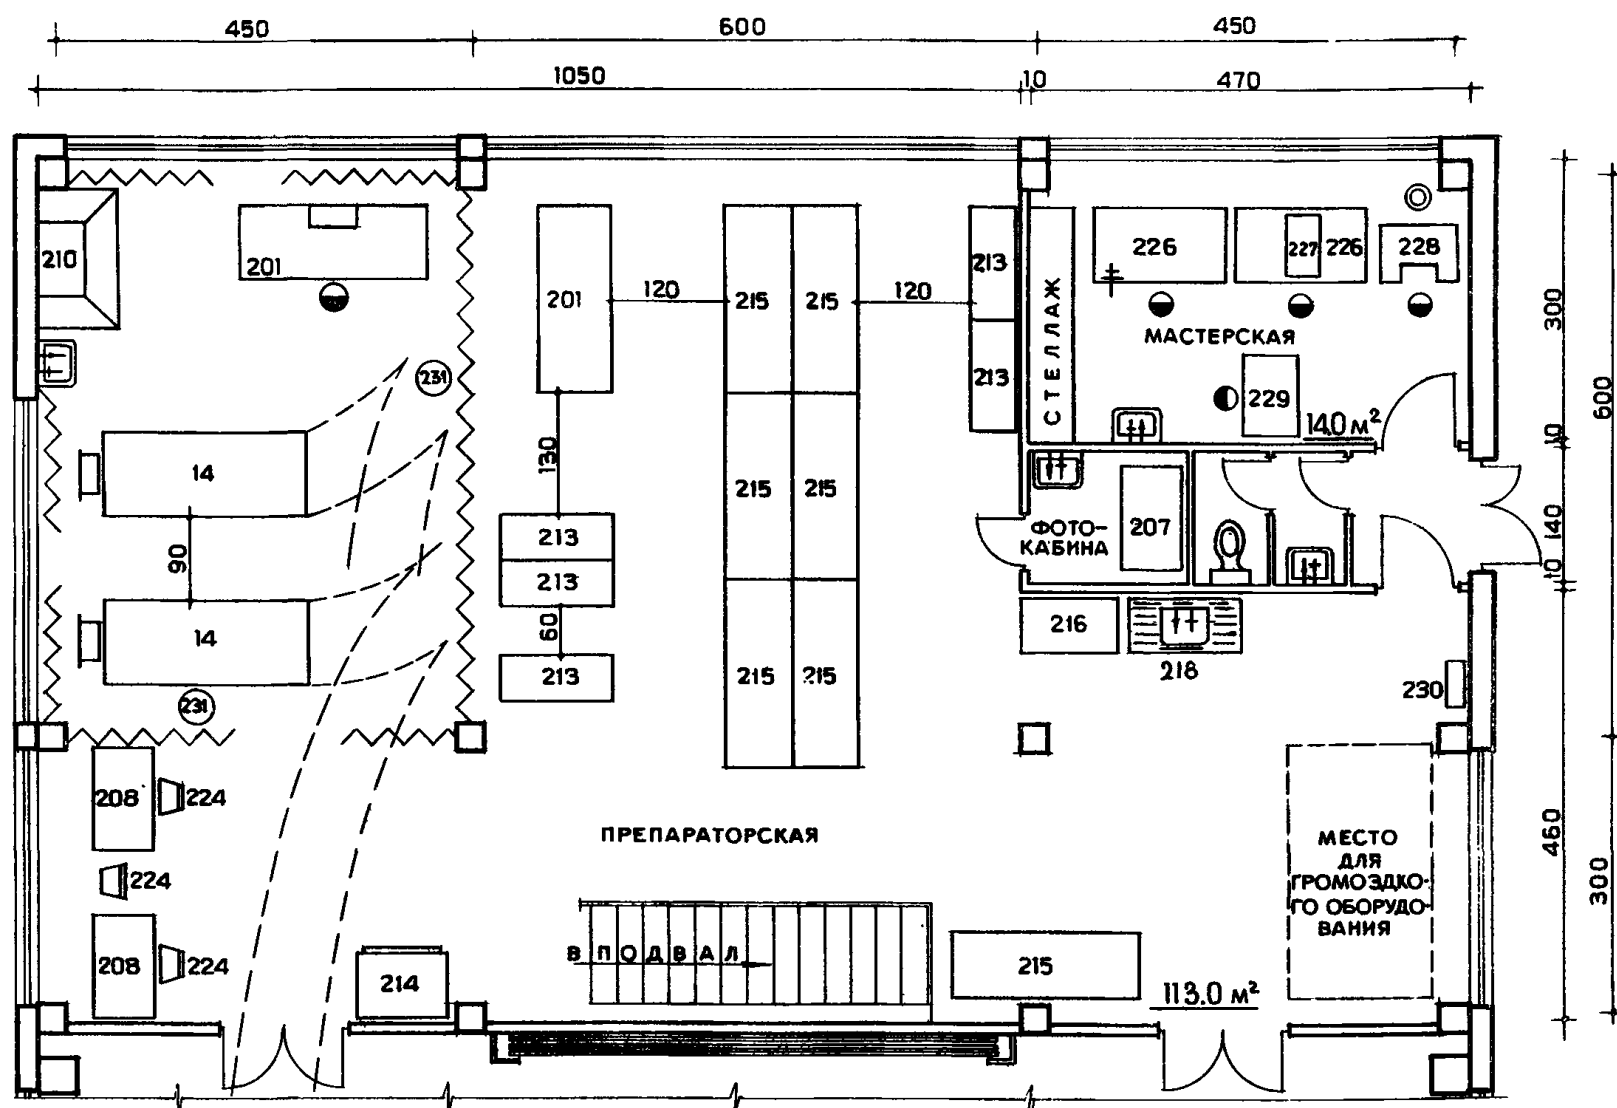 450 600 450
1050 10 470
210
201
201
120
215 215
120
213
213
СТЕЛЛАЖ
226
227 226
228
МАСТЕРСКАЯ
229
14.0 м²
231
14
90
14
231
130
213
213
60
213
215 215
215 215
ФОТО-
КАБИНА
207
216
218
230
208 224
224
208 224
214
ПРЕПАРАТОРСКАЯ
В ПОДВАЛ
215
113.0 м²
МЕСТО
ДЛЯ
ГРОМОЗДКО-
ГО ОБОРУДО-
ВАНИЯ
300
10
140
10
460
600
300